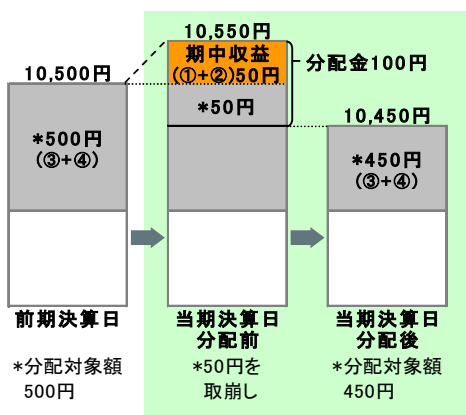 10,550円
期中収益
(①+②)50円
分配金100円
10,500円
*50円
10,450円
*500円
(③+④)
*450円
(③+④)
前期決算日
当期決算日
分配前
当期決算日
分配後
*分配対象額
500円
*50円を
取崩し
*分配対象額
450円